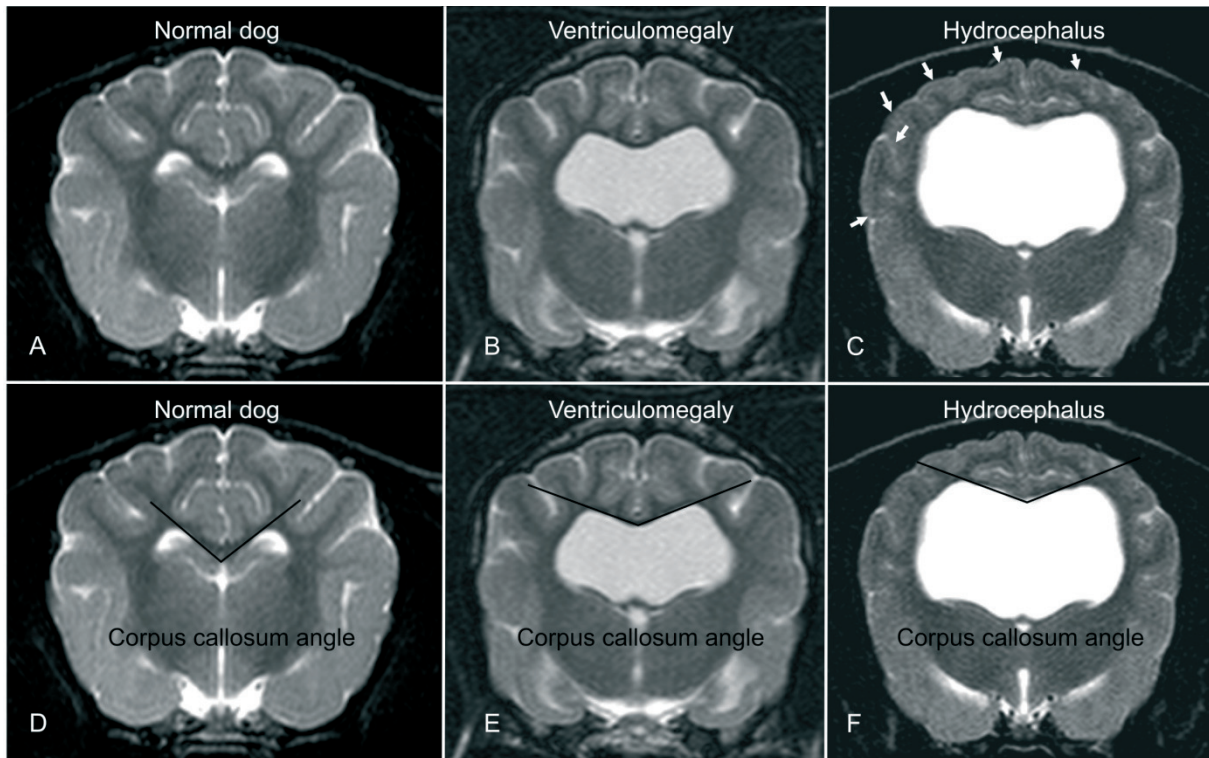 Normal dog
Ventriculomegaly
Hydrocephalus
A
B
C
Normal dog
Ventriculomegaly
Hydrocephalus
Corpus callosum angle
Corpus callosum angle
Corpus callosum angle
D
E
F